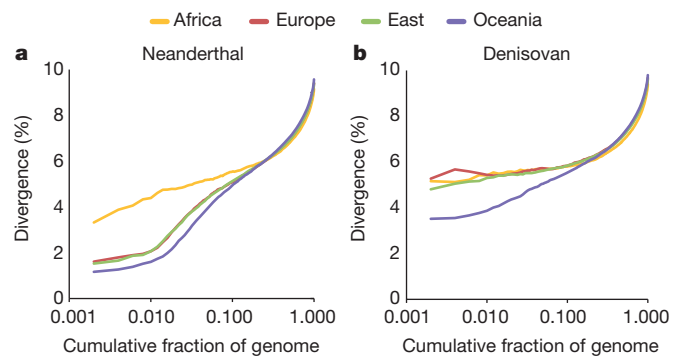 Africa Europe East Oceania
a Neanderthal
b Denisovan
Divergence (%)
10
8
6
4
2
0
0.001 0.010 0.100 1.000
Cumulative fraction of genome
Divergence (%)
10
8
6
4
2
0
0.001 0.010 0.100 1.000
Cumulative fraction of genome